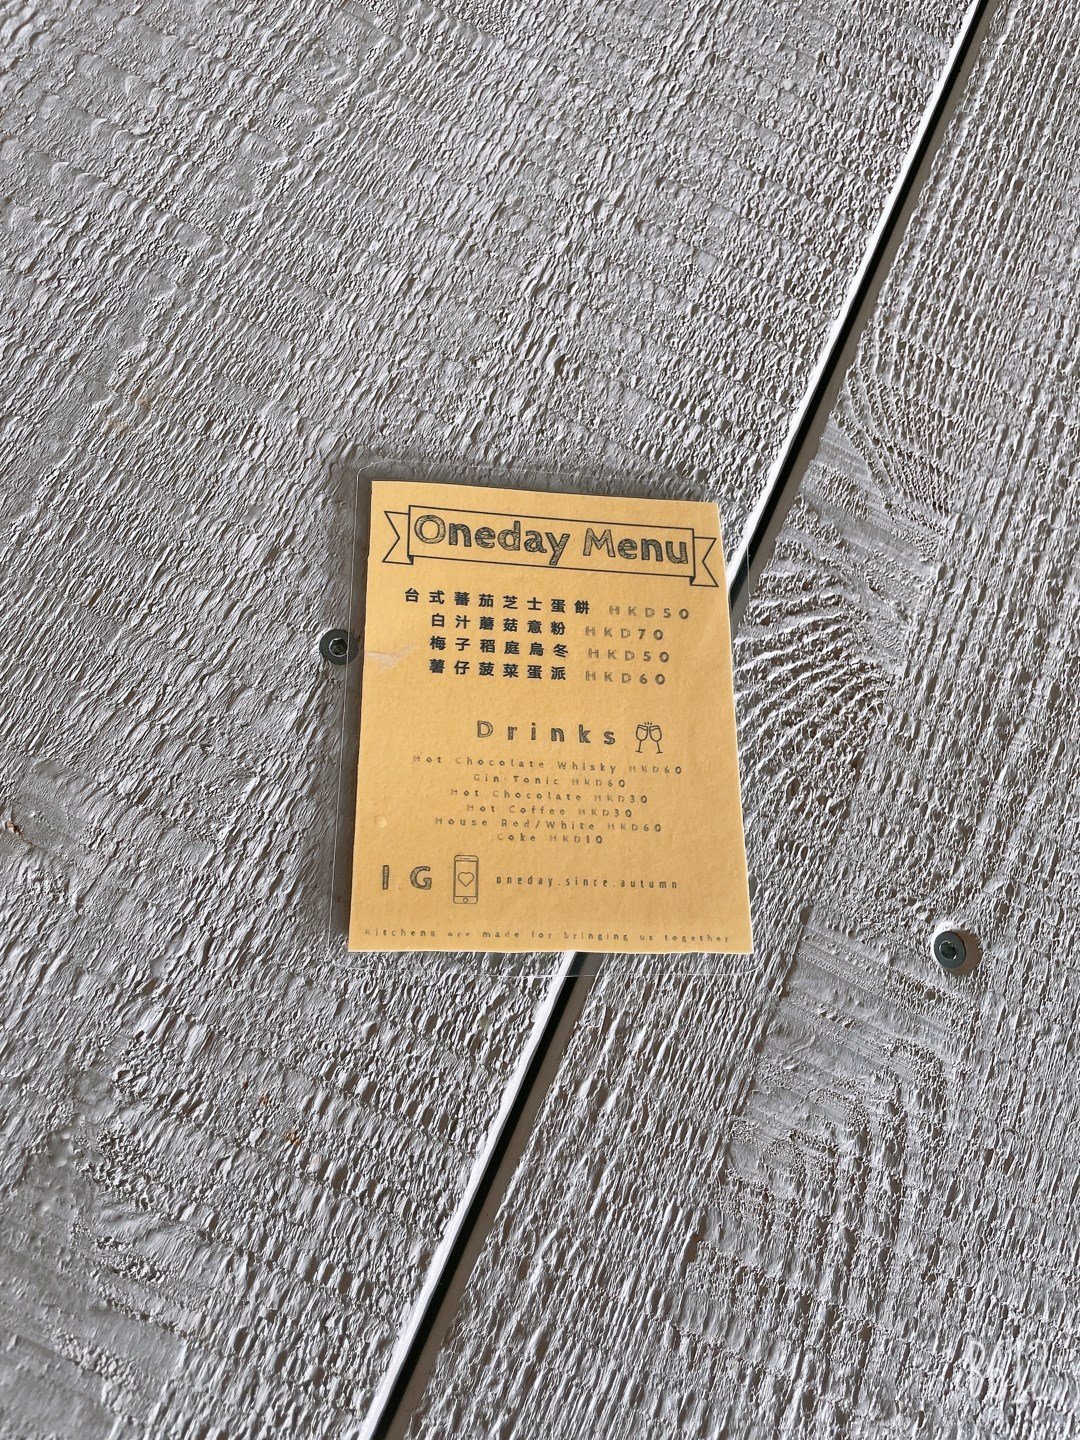 Oneday Menu
台式蕃茄芝士蛋餅 HKD50
白汁蘑菇意粉 HKD70
梅子稻庭烏冬 HKD50
薯仔菠菜蛋派 HKD60
Drinks
Hot Chocolate Whisky HKD60
Gin Tonic HKD60
Hot Chocolate HKD30
Hot Coffee HKD30
House Red/White HKD60
Coke HKD10
IG oneday.since.autumn
Kitchens are made for bringing us together